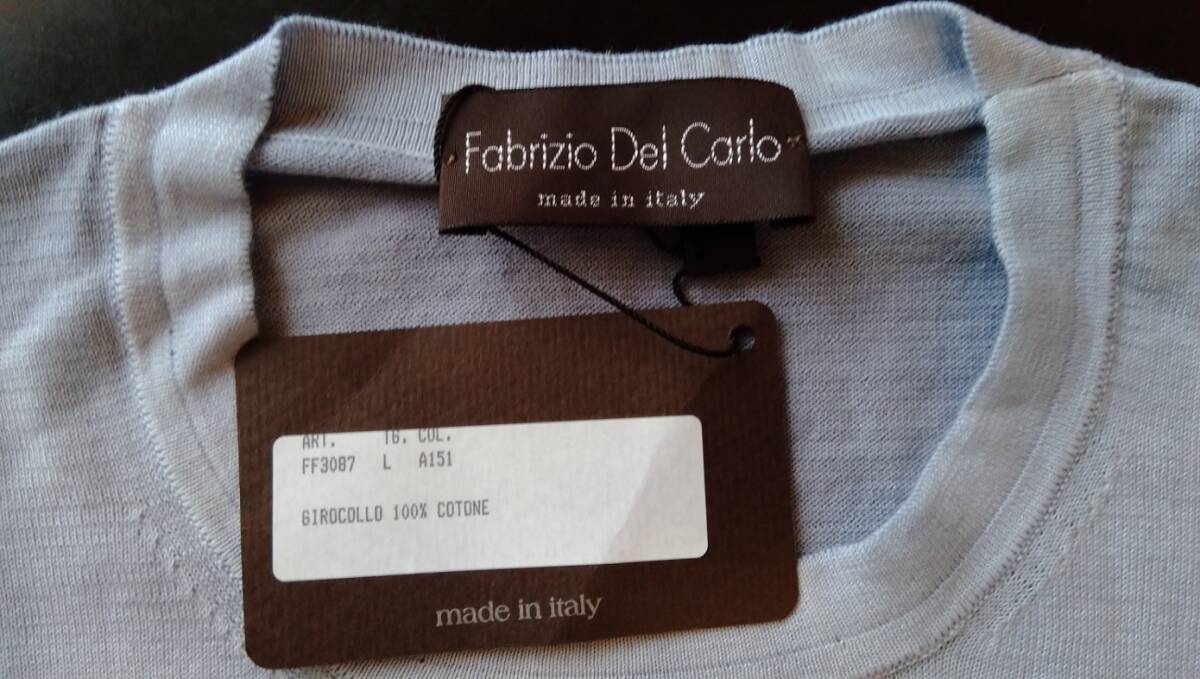 Fabrizio Del Carlo
made in italy
ART. TG. COL.
FF3087 L A151
GIROCOLLO 100% COTONE
made in italy